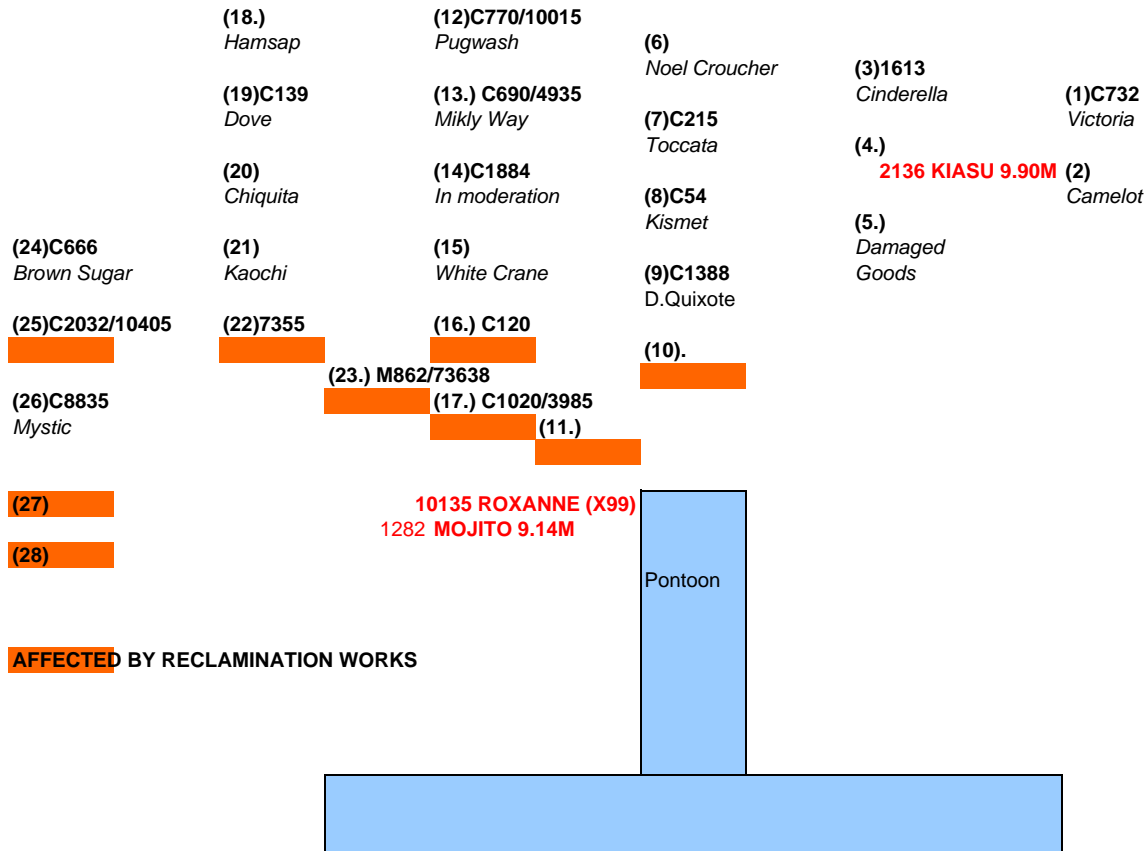 (18.)
Hamsap
(12)C770/10015
Pugwash
(6)
Noel Croucher
(3)1613
Cinderella
(19)C139
Dove
(13.) C690/4935
Mikly Way
(1)C732
Victoria
(7)C215
Toccata
(4.)
2136 KIASU 9.90M
(2)
Camelot
(20)
Chiquita
(14)C1884
In moderation
(8)C54
Kismet
(5.)
Damaged
Goods
(24)C666
Brown Sugar
(21)
Kaochi
(15)
White Crane
(9)C1388
D.Quixote
(25)C2032/10405
(22)7355
(16.) C120
(10).
(23.) M862/73638
(26)C8835
Mystic
(17.) C1020/3985
(11.)
(27)
10135 ROXANNE (X99)
1282 MOJITO 9.14M
(28)
Pontoon
AFFECTED BY RECLAMINATION WORKS